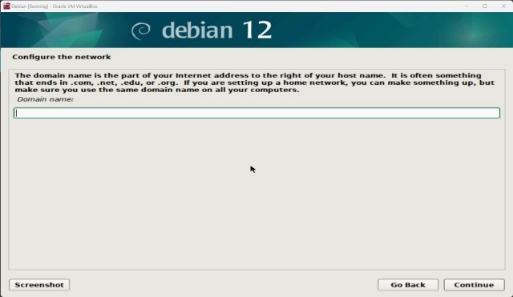 Debian [Running] - Oracle VM VirtualBox
debian 12
Configure the network
The domain name is the part of your Internet address to the right of your host name.  It is often something
that ends in .com, .net, .edu, or .org.  If you are setting up a home network, you can make something up, but
make sure you use the same domain name on all your computers.
Domain name:
Screenshot
Go Back
Continue